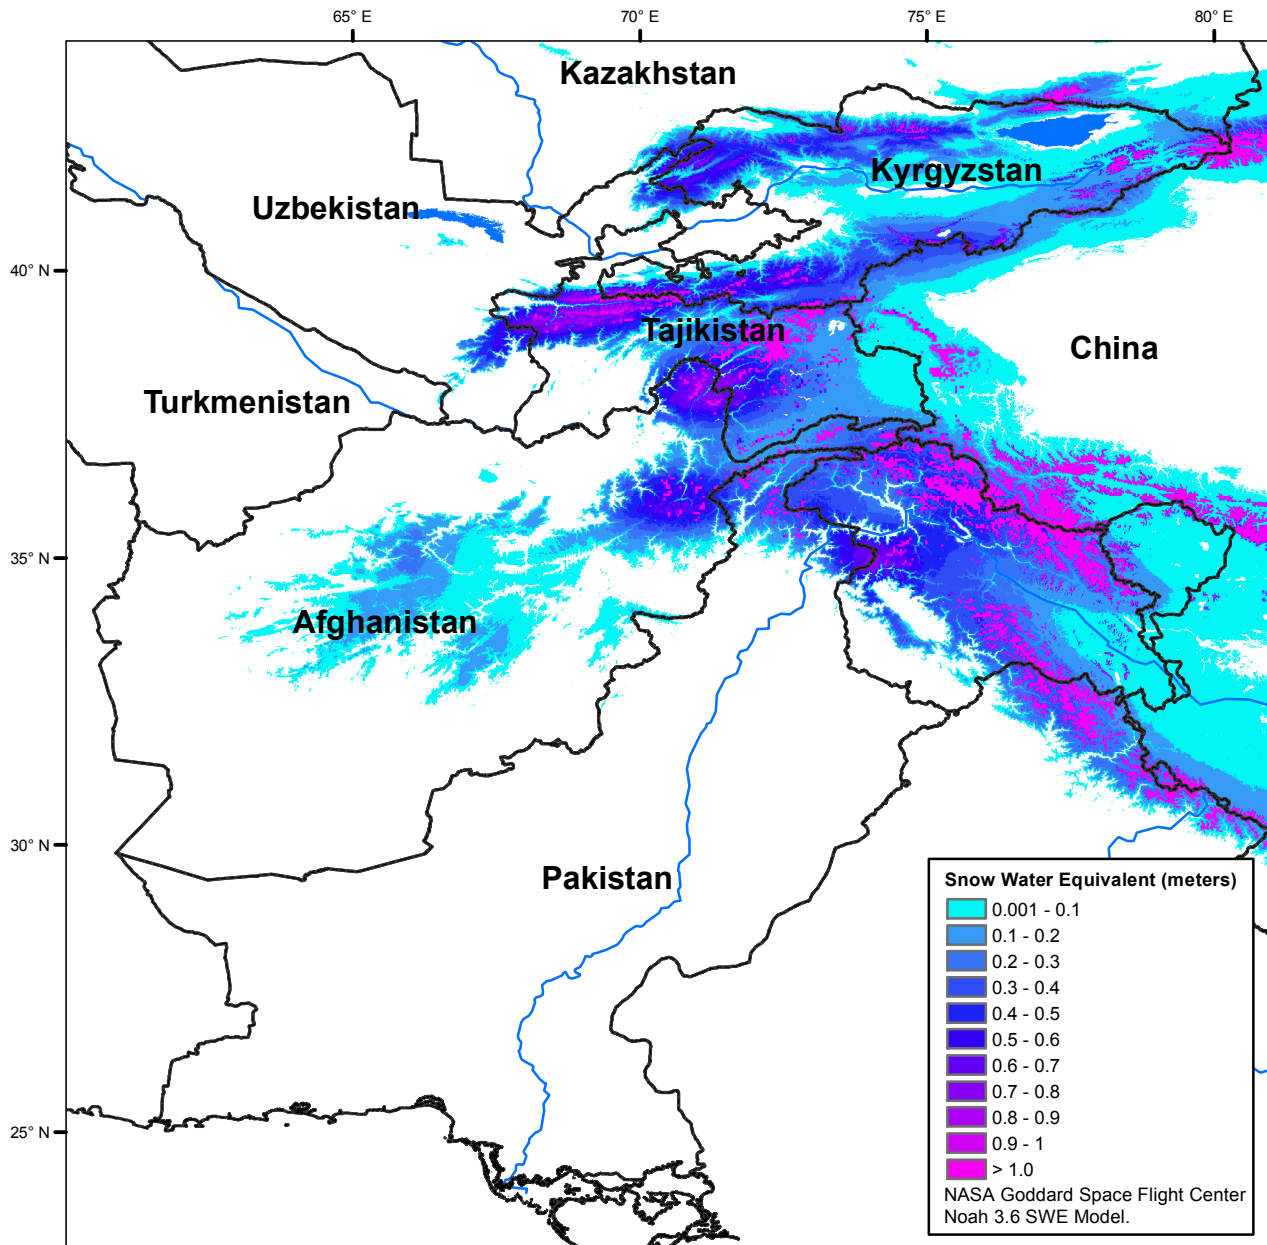 65° E
70° E
75° E
80° E
Kazakhstan
Kyrgyzstan
Uzbekistan
40° N
Tajikistan
China
Turkmenistan
35° N
Afghanistan
30° N
Pakistan
25° N
Snow Water Equivalent (meters)
0.001 - 0.1
0.1 - 0.2
0.2 - 0.3
0.3 - 0.4
0.4 - 0.5
0.5 - 0.6
0.6 - 0.7
0.7 - 0.8
0.8 - 0.9
0.9 - 1
> 1.0
NASA Goddard Space Flight Center
Noah 3.6 SWE Model.